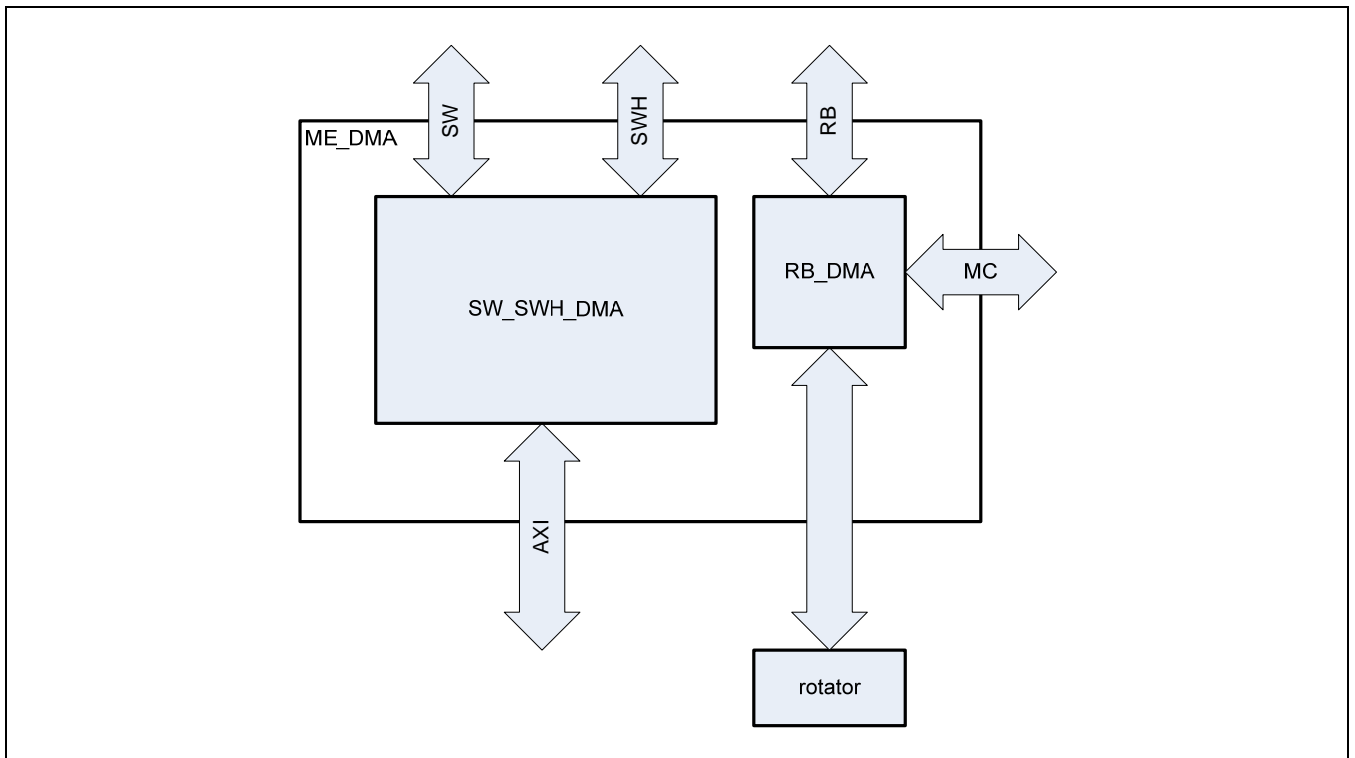 SW
SWH
RB
ME_DMA
SW_SWH_DMA
RB_DMA
MC
AXI
rotator